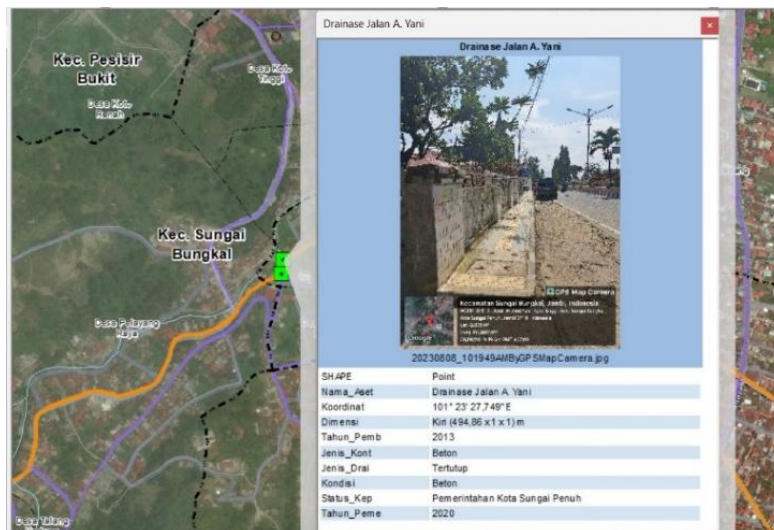 Kec. Pesisir
Bukit
Desa Koto
Tinggi
Desa Koto
Renah
Kec. Sungai
Bungkal
Desa Pelayang
Raya
Desa Talang
Drainase Jalan A. Yani
Drainase Jalan A. Yani
GPS Map Camera
Kecamatan Sungai Bungkal, Jambi, Indonesia
Google
20230808_101949AMByGPSMapCamera.jpg
SHAPE Point
Nama_Aset Drainase Jalan A. Yani
Koordinat 101° 23' 27,749" E
Dimensi Kiri (494,86 x1 x 1) m
Tahun_Pemb 2013
Jenis_Kont Beton
Jenis_Drai Tertutup
Kondisi Beton
Status_Kep Pemerintahan Kota Sungai Penuh
Tahun_Peme 2020